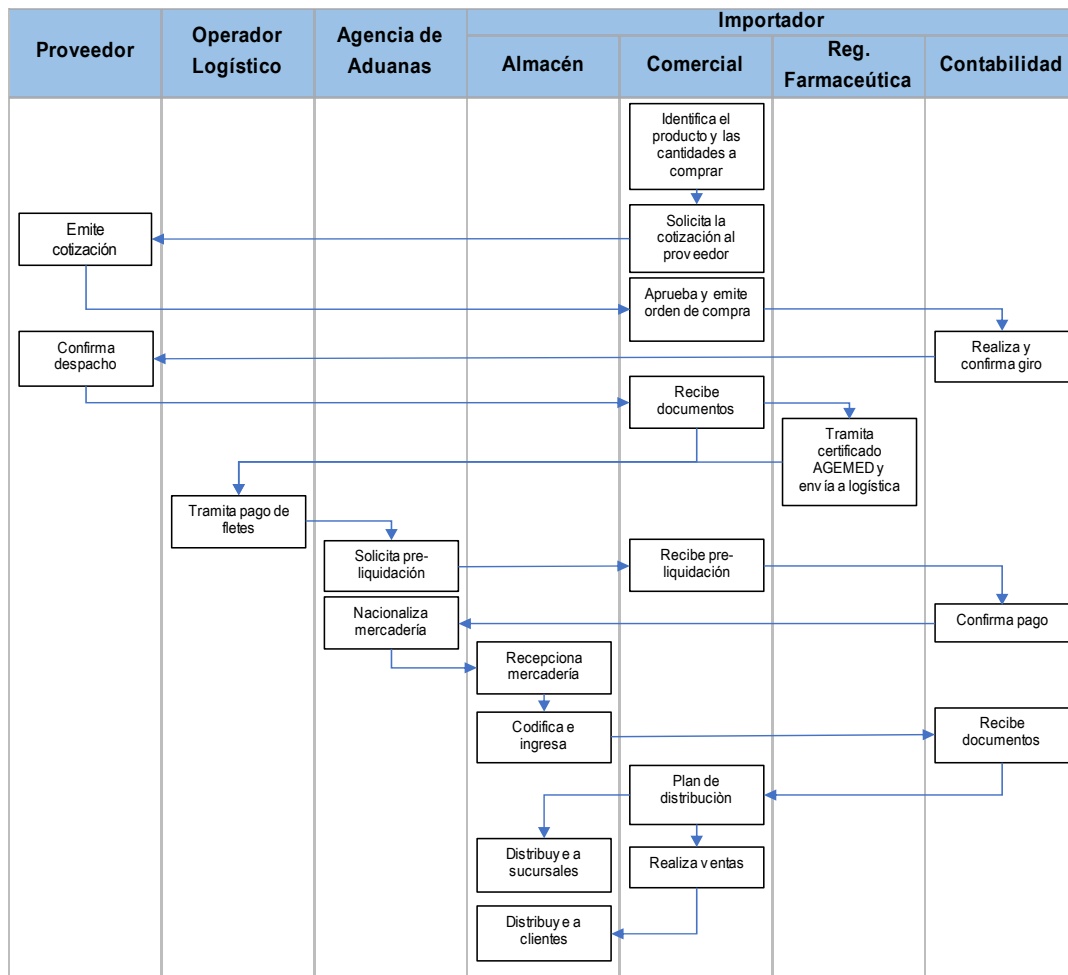 Proveedor
Operador
Logístico
Agencia de
Aduanas
Importador
Almacén
Comercial
Reg.
Farmaceútica
Contabilidad
Identifica el
producto y las
cantidades a
comprar
Emite
cotización
Solicita la
cotización al
proveedor
Aprueba y emite
orden de compra
Confirma
despacho
Realiza y
confirma giro
Recibe
documentos
Tramita
certificado
AGEMED y
envía a logística
Tramita pago de
fletes
Solicita pre-
liquidación
Recibe pre-
liquidación
Nacionaliza
mercadería
Confirma pago
Recepciona
mercadería
Codifica e
ingresa
Recibe
documentos
Plan de
distribuciòn
Distribuye a
sucursales
Realiza ventas
Distribuye a
clientes